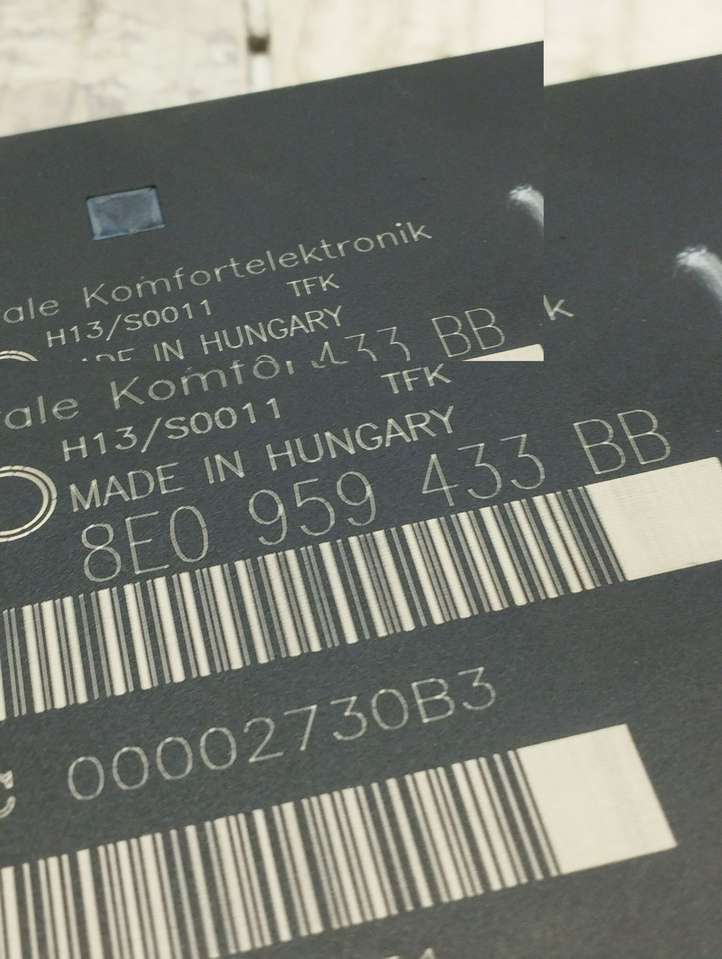 ale Komfortelektronik
H13/S0011 TFK
IN HUNGARY
433 BB
k
ale Komfor
TFK
H13/S0011
MADE IN HUNGARY
8E0 959 433 BB
00002730B3